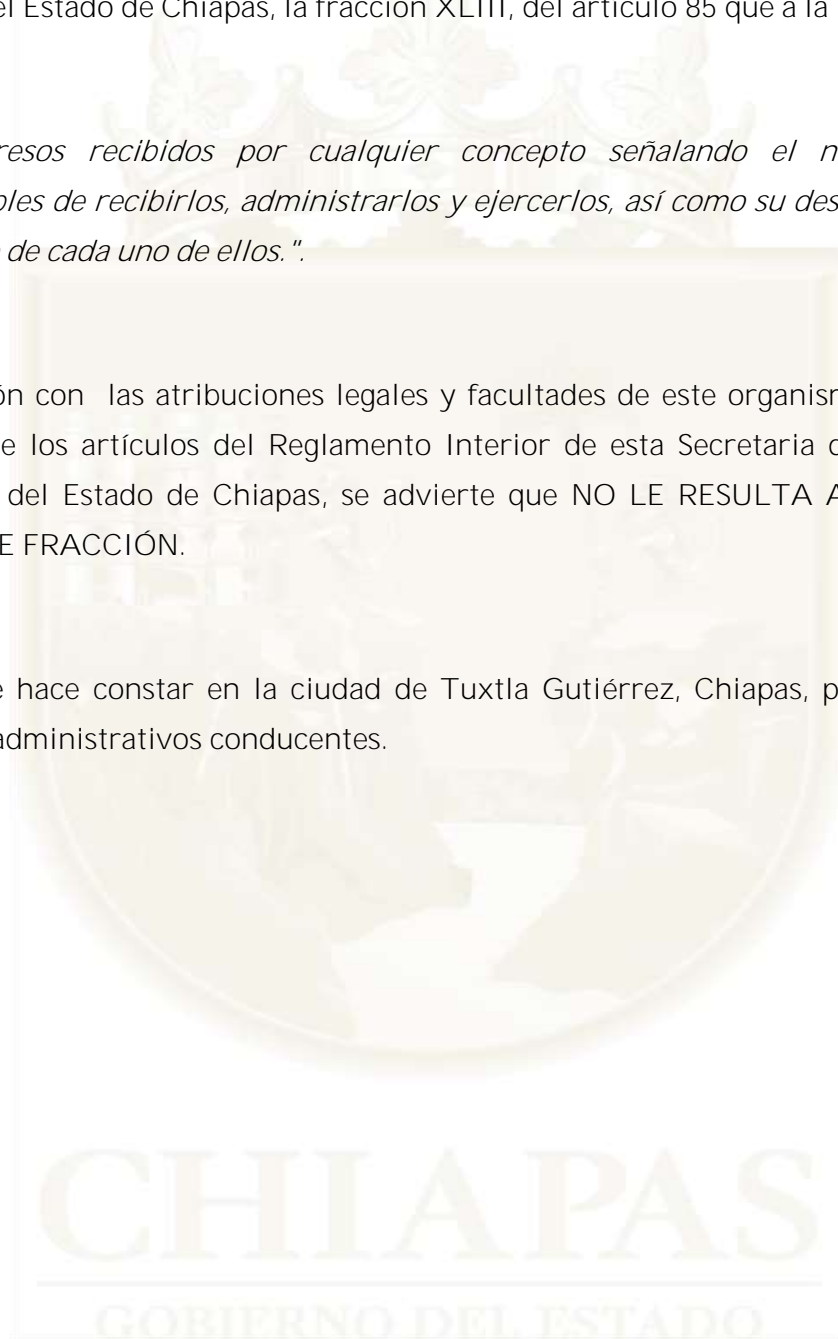 el Estado de Chiapas, la fracción XLIII, del artículo 85 que a la
resos recibidos por cualquier concepto señalando el n
bles de recibirlos, administrarlos y ejercerlos, así como su des
de cada uno de ellos.".
ón con las atribuciones legales y facultades de este organism
e los artículos del Reglamento Interior de esta Secretaria d
del Estado de Chiapas, se advierte que NO LE RESULTA A
E FRACCIÓN.
e hace constar en la ciudad de Tuxtla Gutiérrez, Chiapas, p
administrativos conducentes.
CHIAPAS
GOBIERNO DEL ESTADO